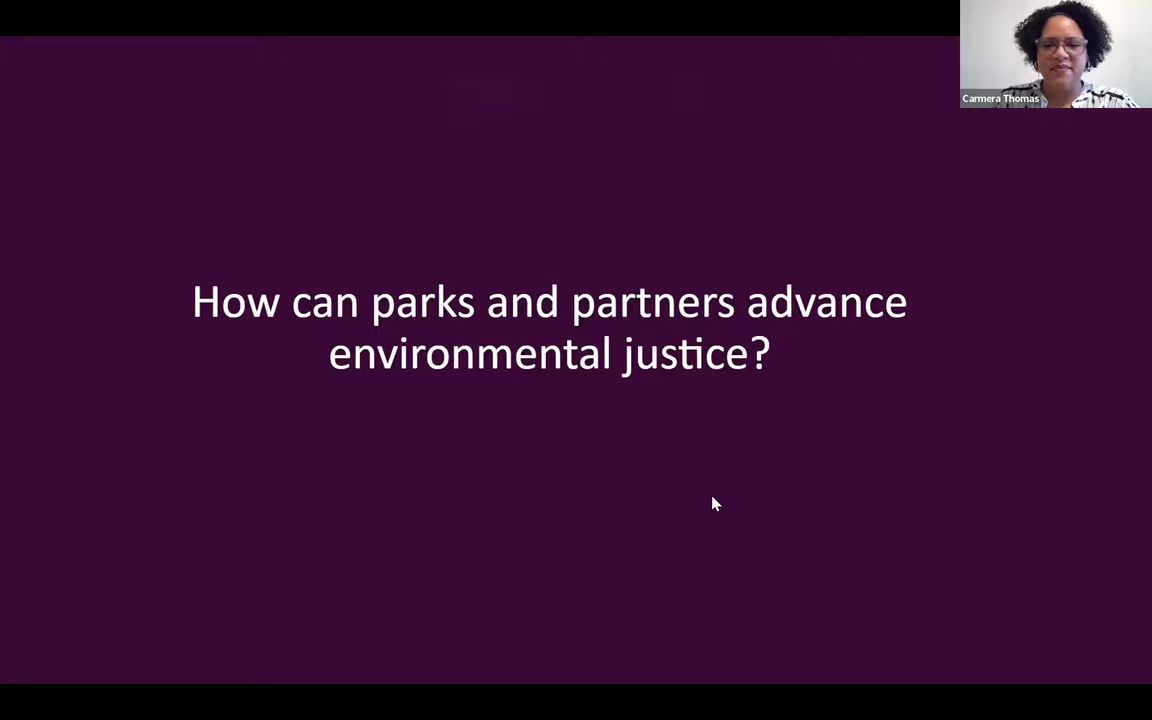 Carmera Thomas
How can parks and partners advance
environmental justice?